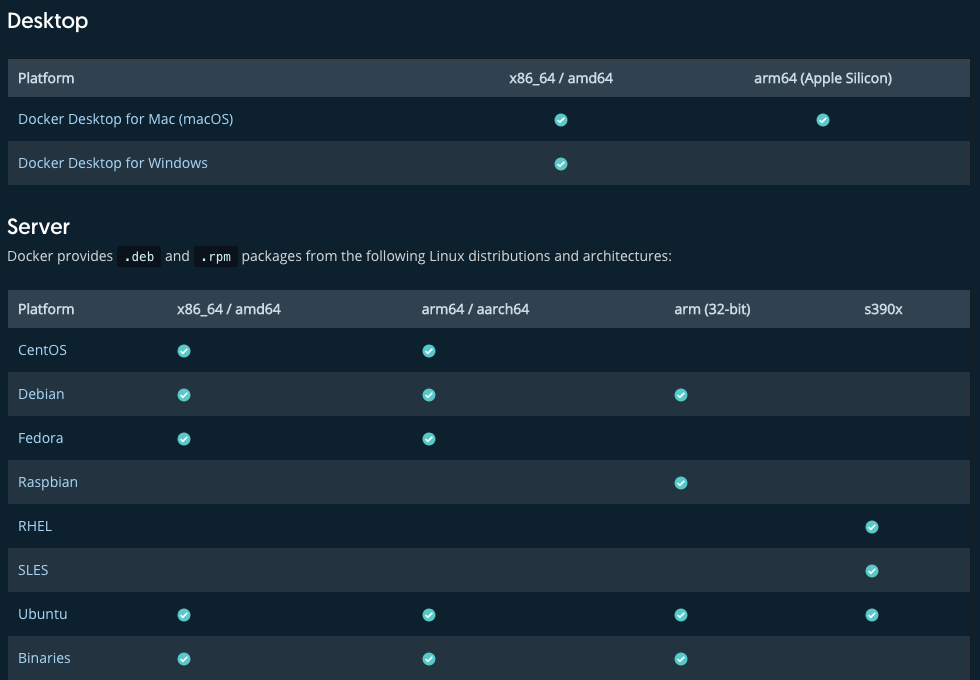 Desktop
Platform x86_64 / amd64 arm64 (Apple Silicon)
Docker Desktop for Mac (macOS)
Docker Desktop for Windows
Server
Docker provides .deb and .rpm packages from the following Linux distributions and architectures:
Platform x86_64 / amd64 arm64 / aarch64 arm (32-bit) s390x
CentOS
Debian
Fedora
Raspbian
RHEL
SLES
Ubuntu
Binaries